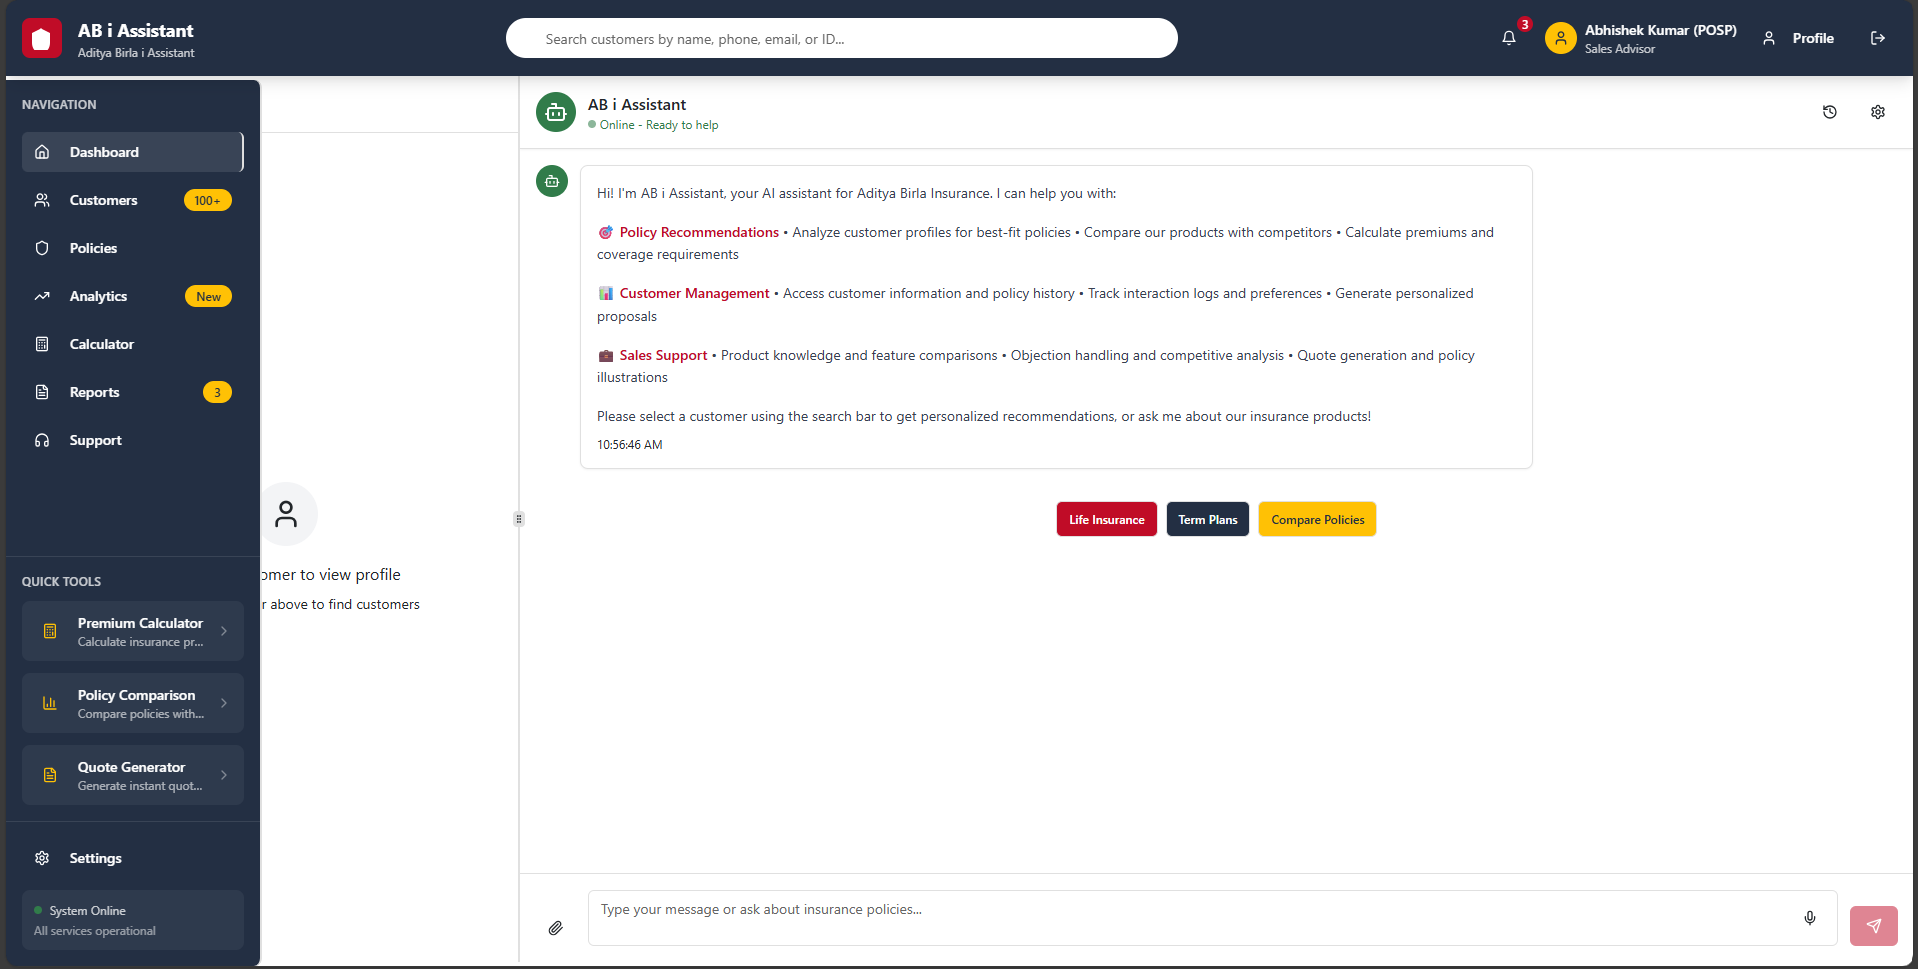 AB i Assistant
Aditya Birla i Assistant
Search customers by name, phone, email, or ID...
3
Abhishek Kumar (POSP)
Sales Advisor
Profile
NAVIGATION
Dashboard
Customers
100+
Policies
Analytics
New
Calculator
Reports
3
Support
QUICK TOOLS
Premium Calculator
Calculate insurance pr...
Policy Comparison
Compare policies with...
Quote Generator
Generate instant quot...
Settings
System Online
All services operational
omer to view profile
r above to find customers
AB i Assistant
Online - Ready to help
Hi! I'm AB i Assistant, your AI assistant for Aditya Birla Insurance. I can help you with:
🎯 Policy Recommendations • Analyze customer profiles for best-fit policies • Compare our products with competitors • Calculate premiums and
coverage requirements
📊 Customer Management • Access customer information and policy history • Track interaction logs and preferences • Generate personalized
proposals
💼 Sales Support • Product knowledge and feature comparisons • Objection handling and competitive analysis • Quote generation and policy
illustrations
Please select a customer using the search bar to get personalized recommendations, or ask me about our insurance products!
10:56:46 AM
Life Insurance
Term Plans
Compare Policies
Type your message or ask about insurance policies...